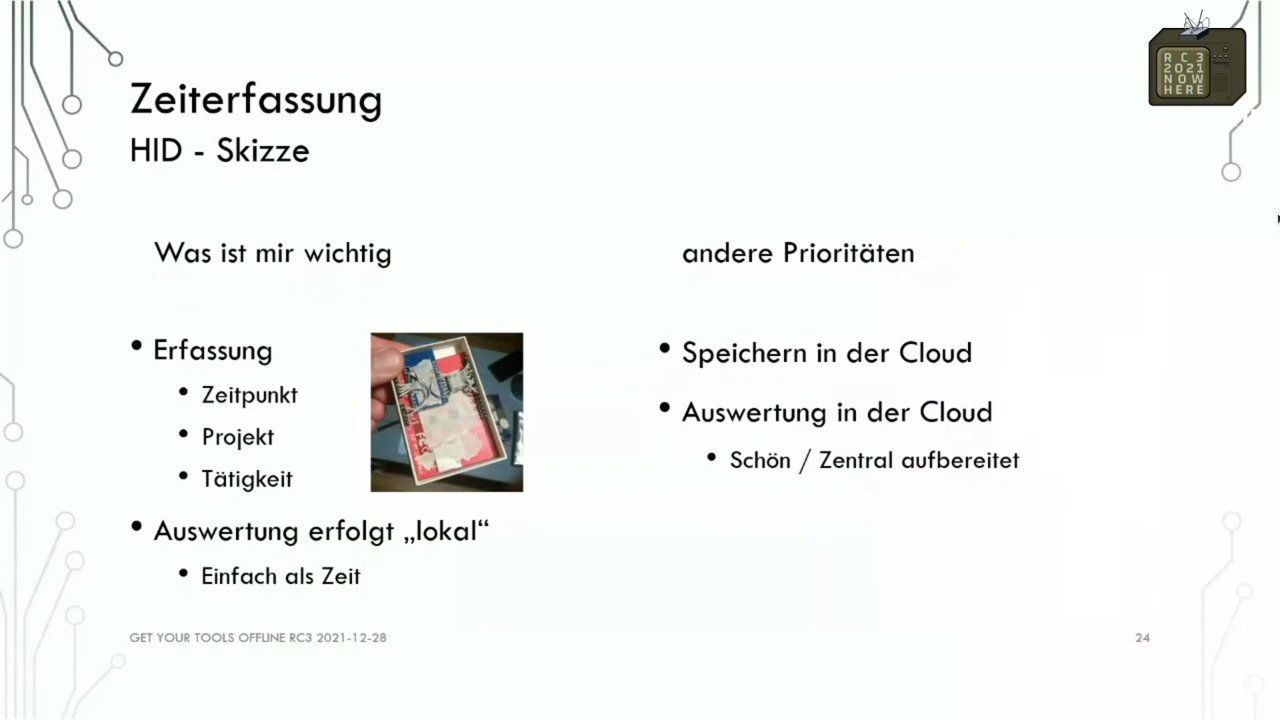 Zeiterfassung
HID - Skizze
RC3
2021
NOW
HERE
Was ist mir wichtig
• Erfassung
• Zeitpunkt
• Projekt
• Tätigkeit
• Auswertung erfolgt „lokal“
• Einfach als Zeit
andere Prioritäten
• Speichern in der Cloud
• Auswertung in der Cloud
• Schön / Zentral aufbereitet
GET YOUR TOOLS OFFLINE RC3 2021-12-28
24